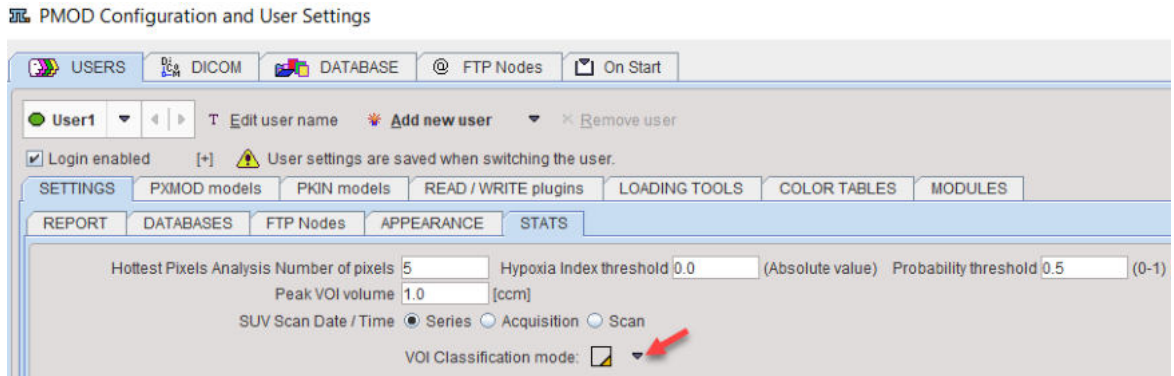 PMOD Configuration and User Settings
USERS DICOM DATABASE @ FTP Nodes On Start
User1 T Edit user name Add new user Remove user
Login enabled [+] User settings are saved when switching the user.
SETTINGS PXMOD models PKIN models READ / WRITE plugins LOADING TOOLS COLOR TABLES MODULES
REPORT DATABASES FTP Nodes APPEARANCE STATS
Hottest Pixels Analysis Number of pixels 5 Hypoxia Index threshold 0.0 (Absolute value) Probability threshold 0.5 (0-1)
Peak VOI volume 1.0 [ccm]
SUV Scan Date / Time Series Acquisition Scan
VOI Classification mode: